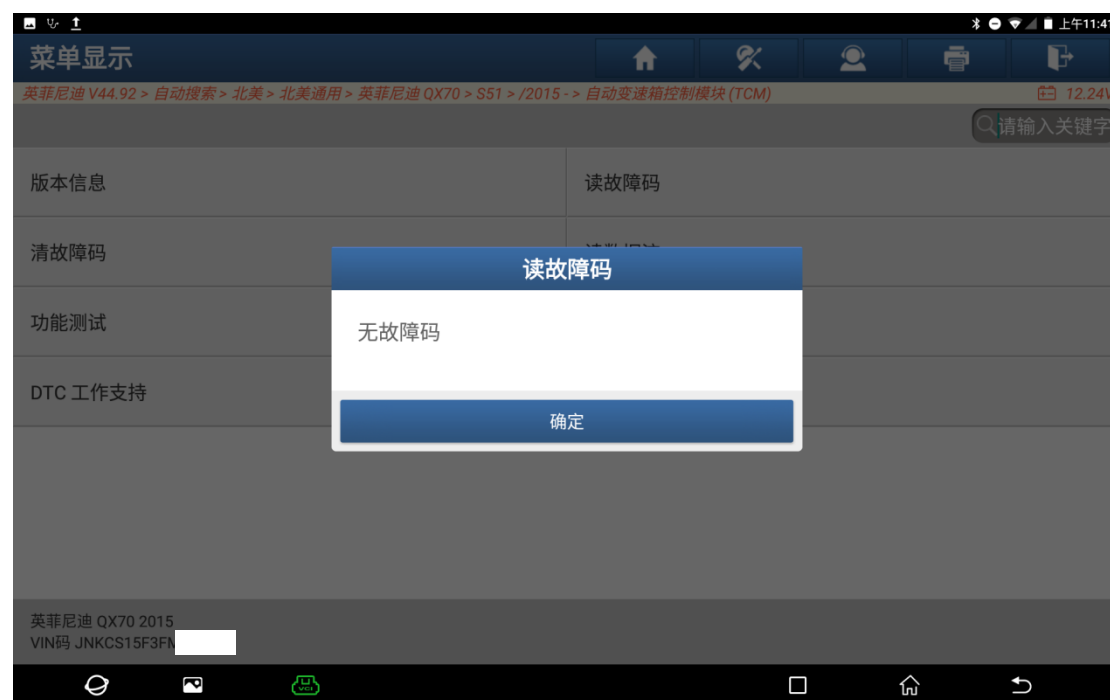 上午11:41
菜单显示
英菲尼迪 V44.92 > 自动搜索 > 北美 > 北美通用 > 英菲尼迪 QX70 > S51 > /2015 - > 自动变速箱控制模块 (TCM)
12.24V
请输入关键字
版本信息
读故障码
清故障码
读故障码
无故障码
功能测试
DTC 工作支持
确定
英菲尼迪 QX70 2015
VIN码 JNKCS15F3F
VCI